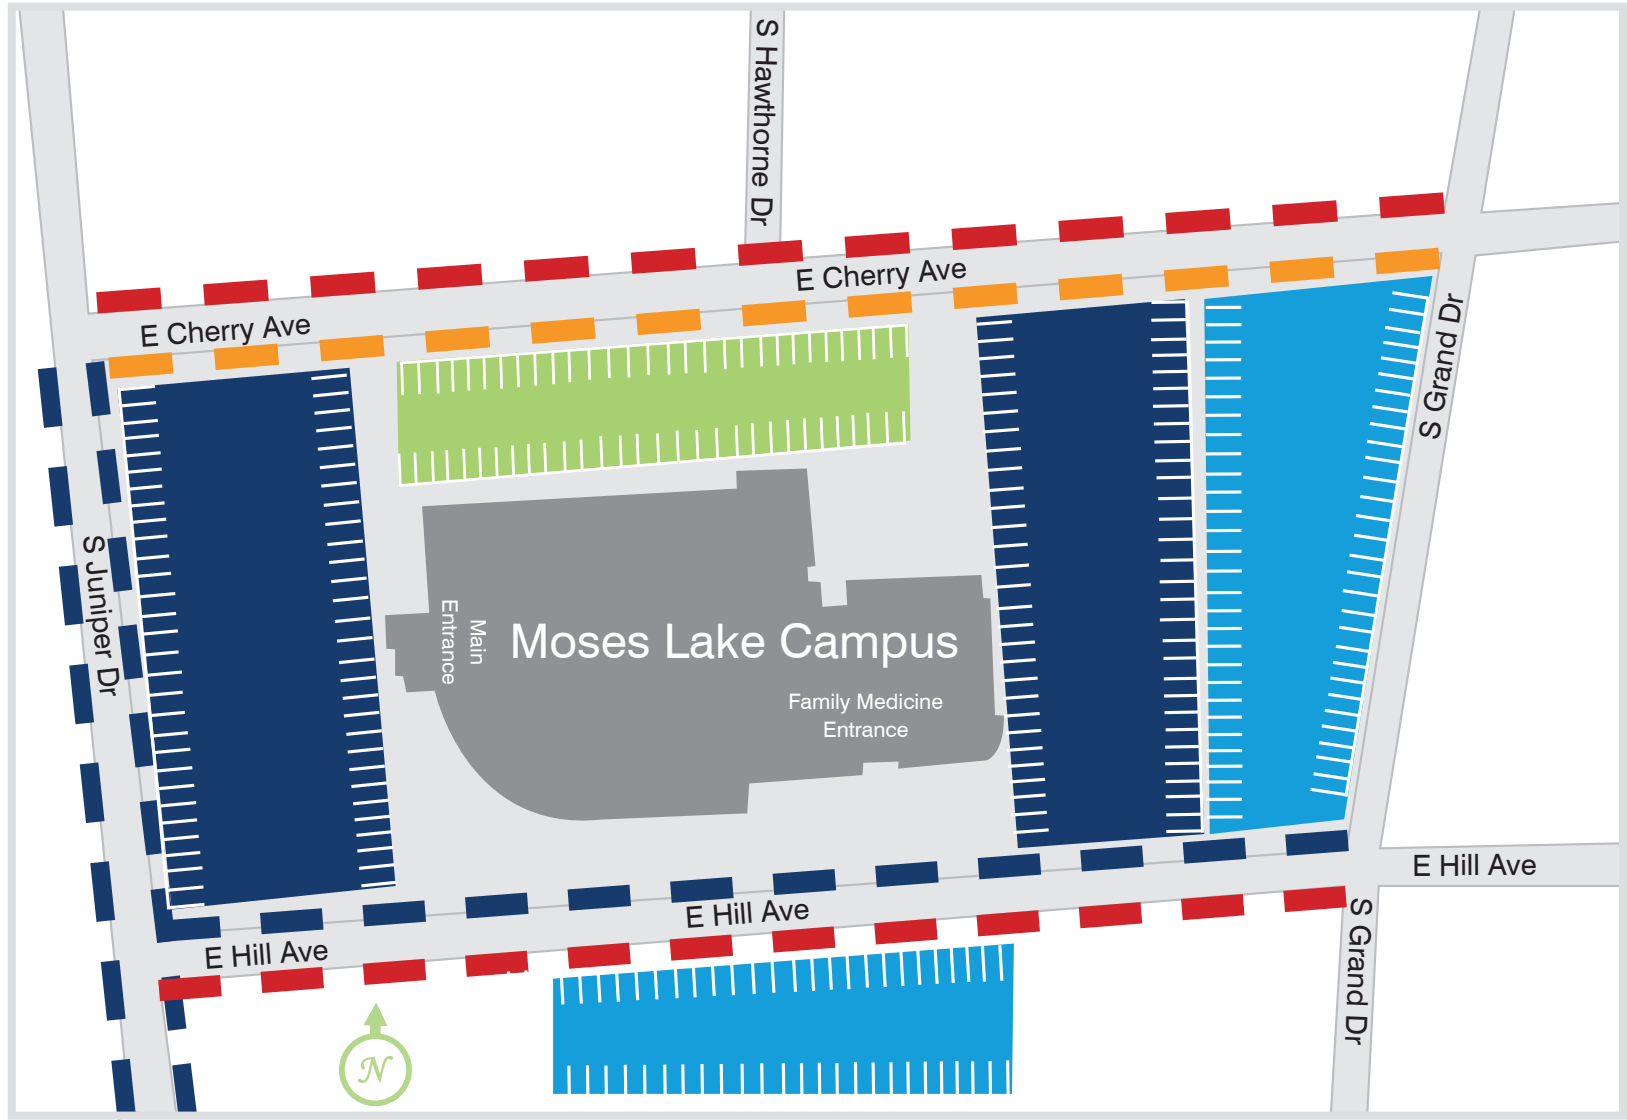 S Hawthorne Dr
E Cherry Ave
E Cherry Ave
S Grand Dr
S Juniper Dr
Main
Entrance
Moses Lake Campus
Family Medicine
Entrance
E Hill Ave
E Hill Ave
E Hill Ave
S Grand Dr
N